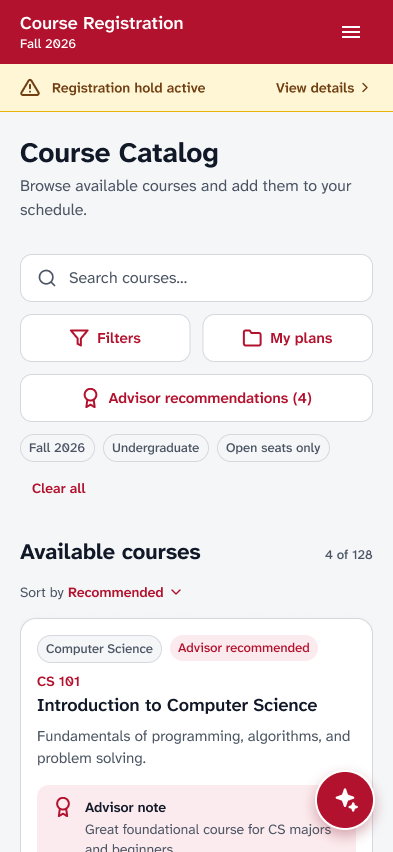 Course Registration
Fall 2026
Registration hold active
View details
Course Catalog
Browse available courses and add them to your
schedule.
Search courses...
Filters
My plans
Advisor recommendations (4)
Fall 2026
Undergraduate
Open seats only
Clear all
Available courses
4 of 128
Sort by Recommended
Computer Science
Advisor recommended
CS 101
Introduction to Computer Science
Fundamentals of programming, algorithms, and
problem solving.
Advisor note
Great foundational course for CS majors
and beginners